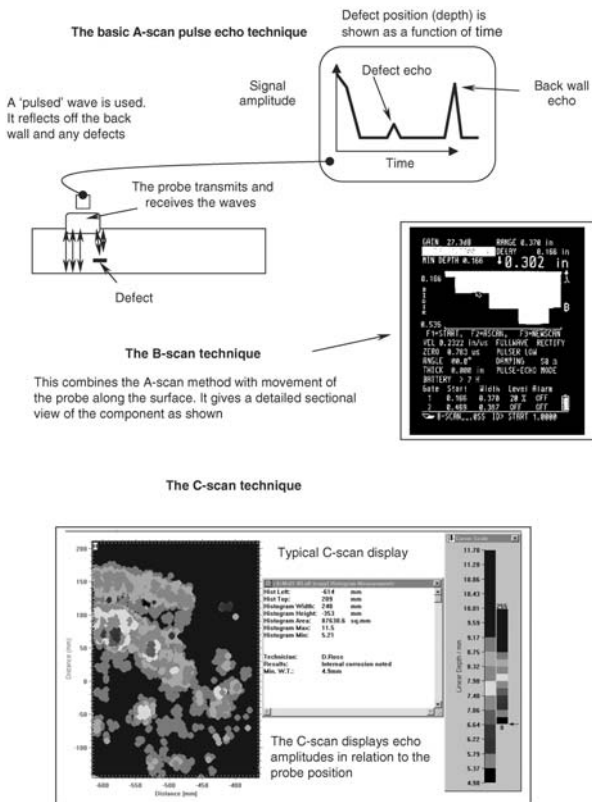 The basic A-scan pulse echo technique
Defect position (depth) is
shown as a function of time
Signal
amplitude
Defect echo
Back wall
echo
Time
A 'pulsed' wave is used.
It reflects off the back
wall and any defects
The probe transmits and
receives the waves
Defect
GAIN 27.3dB RANGE 0.370 in
DELAY 0.166 in
MIN DEPTH 0.166 0.302 in
0.166
B
0.535
F1=START, F2=ASCAN, F3=NEWSCAN
VEL 0.2322 in/us FULLWAVE RECTIFY
ZERO 0.783 us PULSER LOW
ANGLE 00.0° DAMPING 50 Ω
THICK 0.000 in PULSE-ECHO MODE
BATTERY > 7 H
Gate Start Width Level Alarm
1 0.166 0.370 20 % OFF
2 0.469 0.397 OFF OFF
B-SCAN...055 ID> START 1.0000
The B-scan technique
This combines the A-scan method with movement of
the probe along the surface. It gives a detailed sectional
view of the component as shown
The C-scan technique
Typical C-scan display
200
150
100
50
0
-50
-100
Distance (mm)
-600 -550 -500 -450 -400
Distance [mm]
Hist Left: -614 mm
Hist Top: 209 mm
Histogram Width: 240 mm
Histogram Height: -353 mm
Histogram Area: 87630.6 sq.mm
Histogram Max: 11.5
Histogram Min: 5.21
Technician: D.Ross
Results: Internal corrosion noted
Min. W.T.: 4.9mm
The C-scan displays echo
amplitudes in relation to the
probe position
Linear Scale
Linear Depth / mm
11.70
11.28
10.86
10.43
10.01
9.59
9.17
8.75
8.32
7.90
7.48
7.06
6.64
6.22
5.79
5.37
4.90